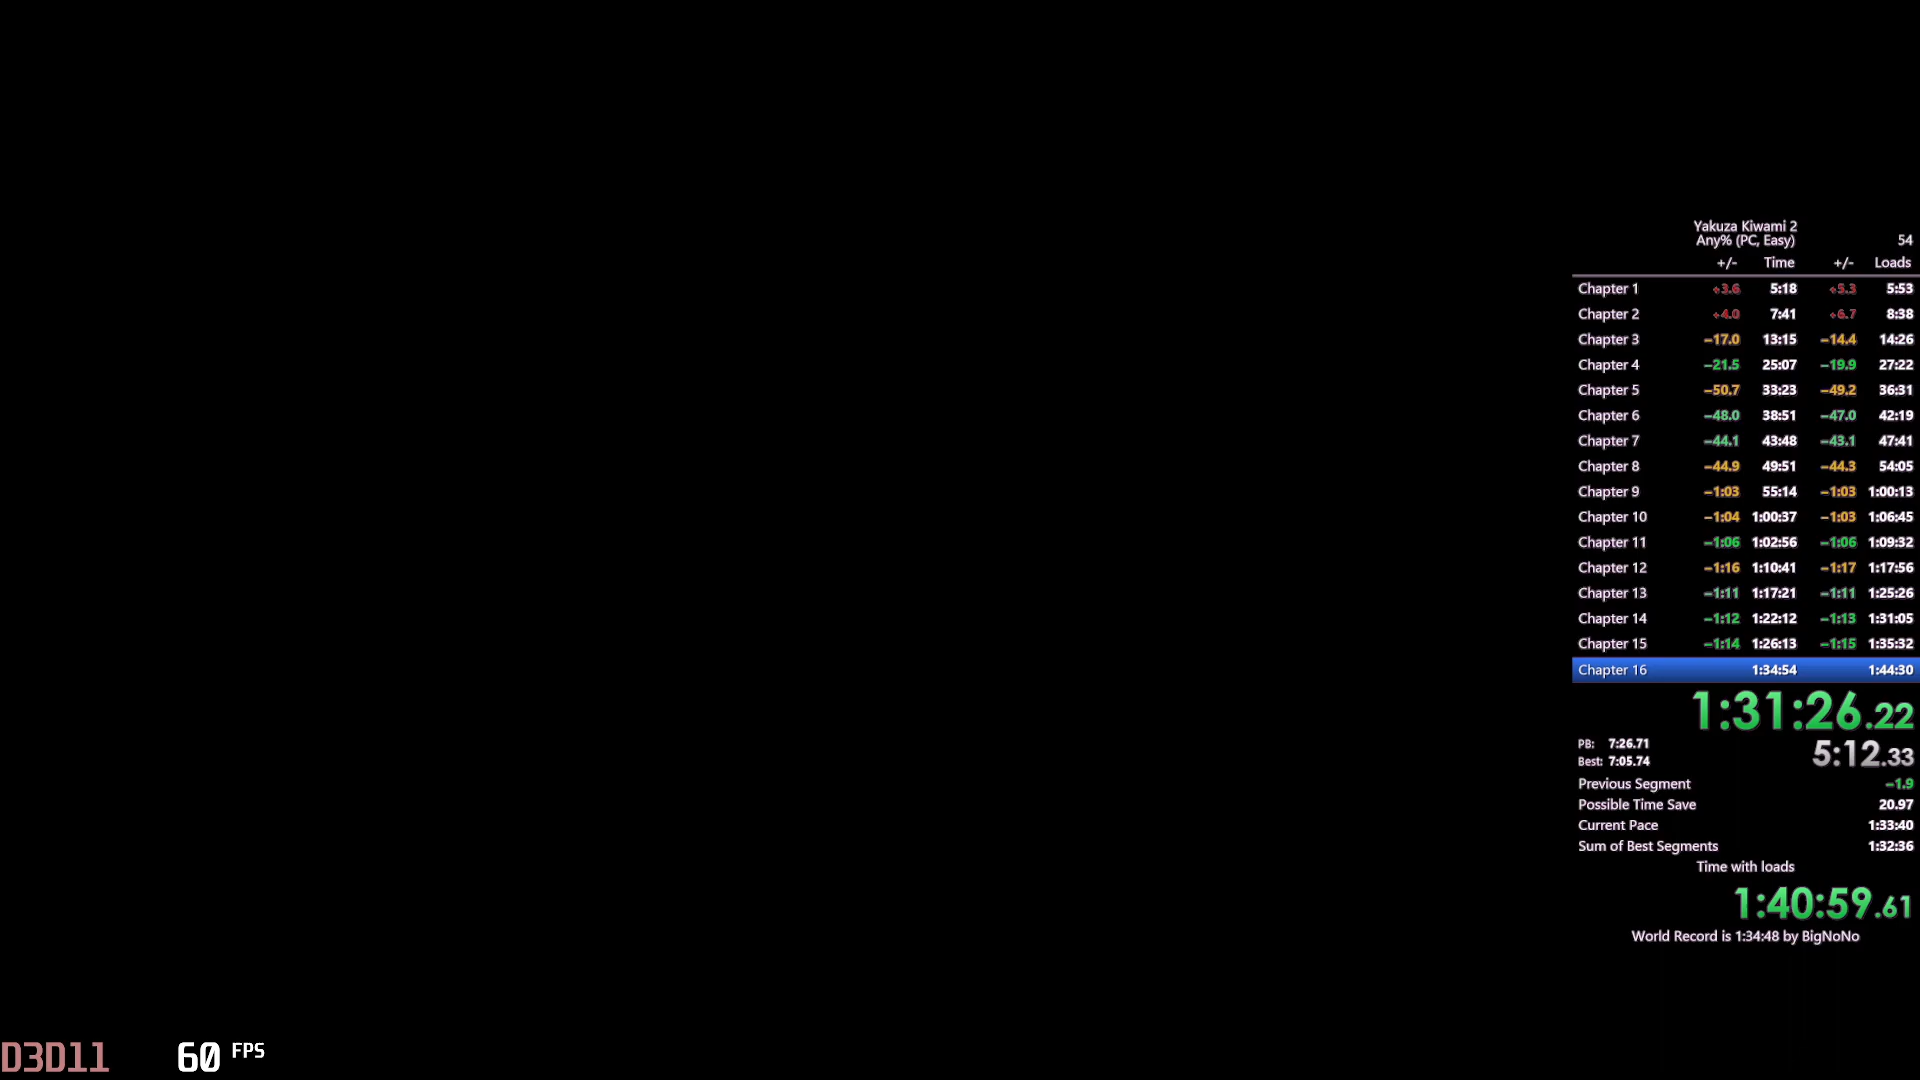 Yakuza Kiwami 2
Any% (PC, Easy) 54
+/- Time +/- Loads
Chapter 1 +3.6 5:18 +5.3 5:53
Chapter 2 +4.0 7:41 +6.7 8:38
Chapter 3 −17.0 13:15 −14.4 14:26
Chapter 4 −21.5 25:07 −19.9 27:22
Chapter 5 −50.7 33:23 −49.2 36:31
Chapter 6 −48.0 38:51 −47.0 42:19
Chapter 7 −44.1 43:48 −43.1 47:41
Chapter 8 −44.9 49:51 −44.3 54:05
Chapter 9 −1:03 55:14 −1:03 1:00:13
Chapter 10 −1:04 1:00:37 −1:03 1:06:45
Chapter 11 −1:06 1:02:56 −1:06 1:09:32
Chapter 12 −1:16 1:10:41 −1:17 1:17:56
Chapter 13 −1:11 1:17:21 −1:11 1:25:26
Chapter 14 −1:12 1:22:12 −1:13 1:31:05
Chapter 15 −1:14 1:26:13 −1:15 1:35:32
Chapter 16 1:34:54 1:44:30
1:31:26.22
PB: 7:26.71
Best: 7:05.74
5:12.33
Previous Segment −1.9
Possible Time Save 20.97
Current Pace 1:33:40
Sum of Best Segments 1:32:36
Time with loads
1:40:59.61
World Record is 1:34:48 by BigNoNo
D3D11 60 FPS